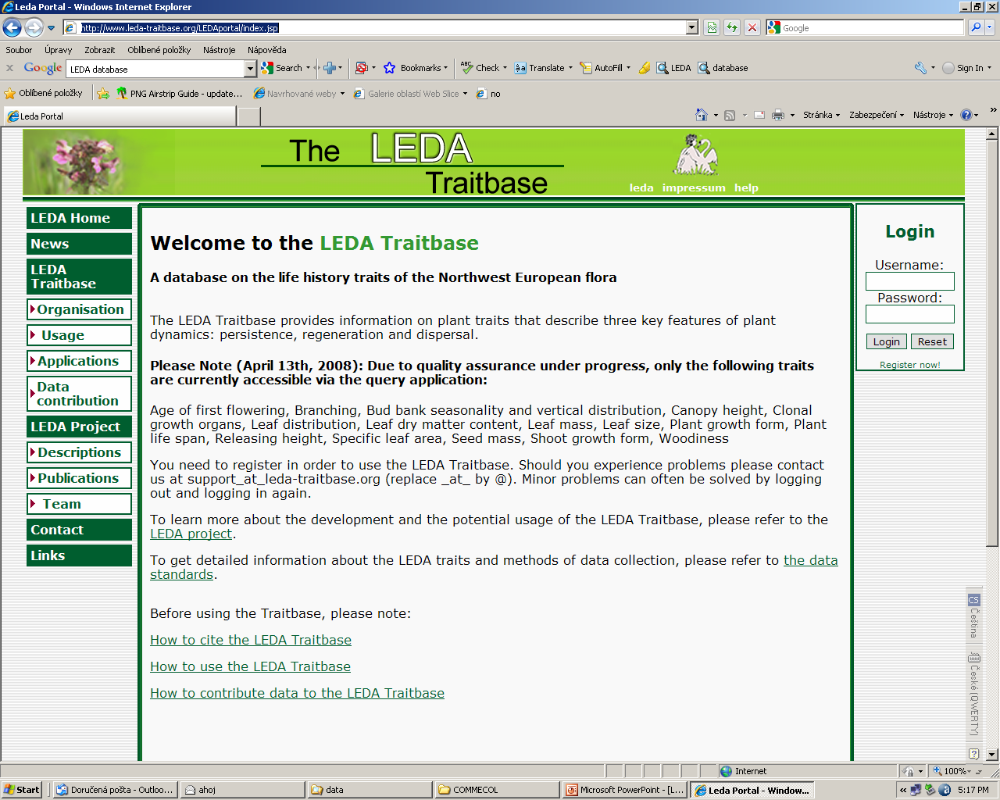 Leda Portal - Windows Internet Explorer
http://www.leda-traitbase.org/LEDAportal/index.jsp
Google
Soubor Úpravy Zobrazit Oblíbené položky Nástroje Nápověda
x Google LEDA database Search Bookmarks Check Translate AutoFill LEDA database Sign In
Oblíbené položky PNG Airstrip Guide - update... Navrhované weby Galerie oblastí Web Slice no
Leda Portal Stránka Zabezpečení Nástroje
The LEDA
Traitbase
leda impressum help
LEDA Home
News
LEDA
Traitbase
Organisation
Usage
Applications
Data
contribution
LEDA Project
Descriptions
Publications
Team
Contact
Links
Welcome to the LEDA Traitbase
A database on the life history traits of the Northwest European flora
The LEDA Traitbase provides information on plant traits that describe three key features of plant
dynamics: persistence, regeneration and dispersal.
Please Note (April 13th, 2008): Due to quality assurance under progress, only the following traits
are currently accessible via the query application:
Age of first flowering, Branching, Bud bank seasonality and vertical distribution, Canopy height, Clonal
growth organs, Leaf distribution, Leaf dry matter content, Leaf mass, Leaf size, Plant growth form, Plant
life span, Releasing height, Specific leaf area, Seed mass, Shoot growth form, Woodiness
You need to register in order to use the LEDA Traitbase. Should you experience problems please contact
us at support_at_leda-traitbase.org (replace _at_ by @). Minor problems can often be solved by logging
out and logging in again.
To learn more about the development and the potential usage of the LEDA Traitbase, please refer to the
LEDA project.
To get detailed information about the LEDA traits and methods of data collection, please refer to the data
standards.
Before using the Traitbase, please note:
How to cite the LEDA Traitbase
How to use the LEDA Traitbase
How to contribute data to the LEDA Traitbase
Login
Username:
Password:
Login Reset
Register now!
CS Čeština
České (QWERTY)
Internet 100%
Start Doručená pošta - Outloo... ahoj data COMMECOL Microsoft PowerPoint - [L... Leda Portal - Window... 5:17 PM